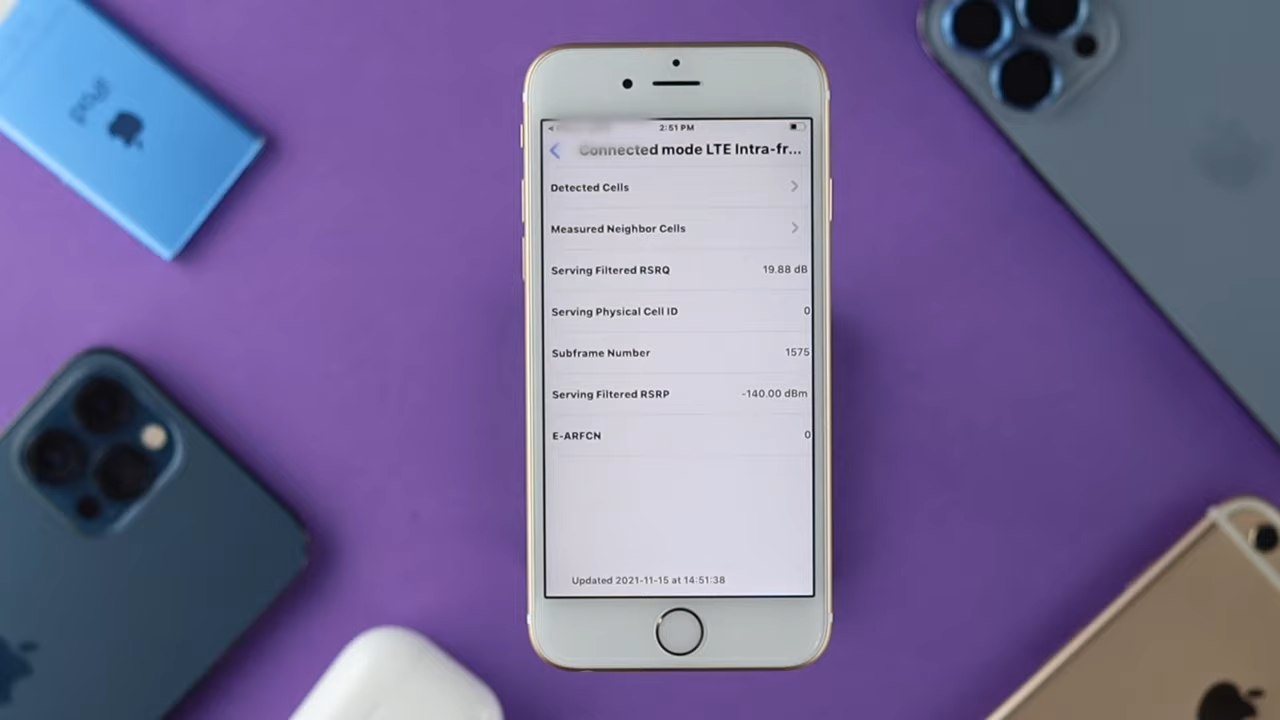 iPod
2:51 PM
Connected mode LTE Intra-fr...
Detected Cells
Measured Neighbor Cells
Serving Filtered RSRQ 19.88 dB
Serving Physical Cell ID 0
Subframe Number 1575
Serving Filtered RSRP -140.00 dBm
E-ARFCN 0
Updated 2021-11-15 at 14:51:38